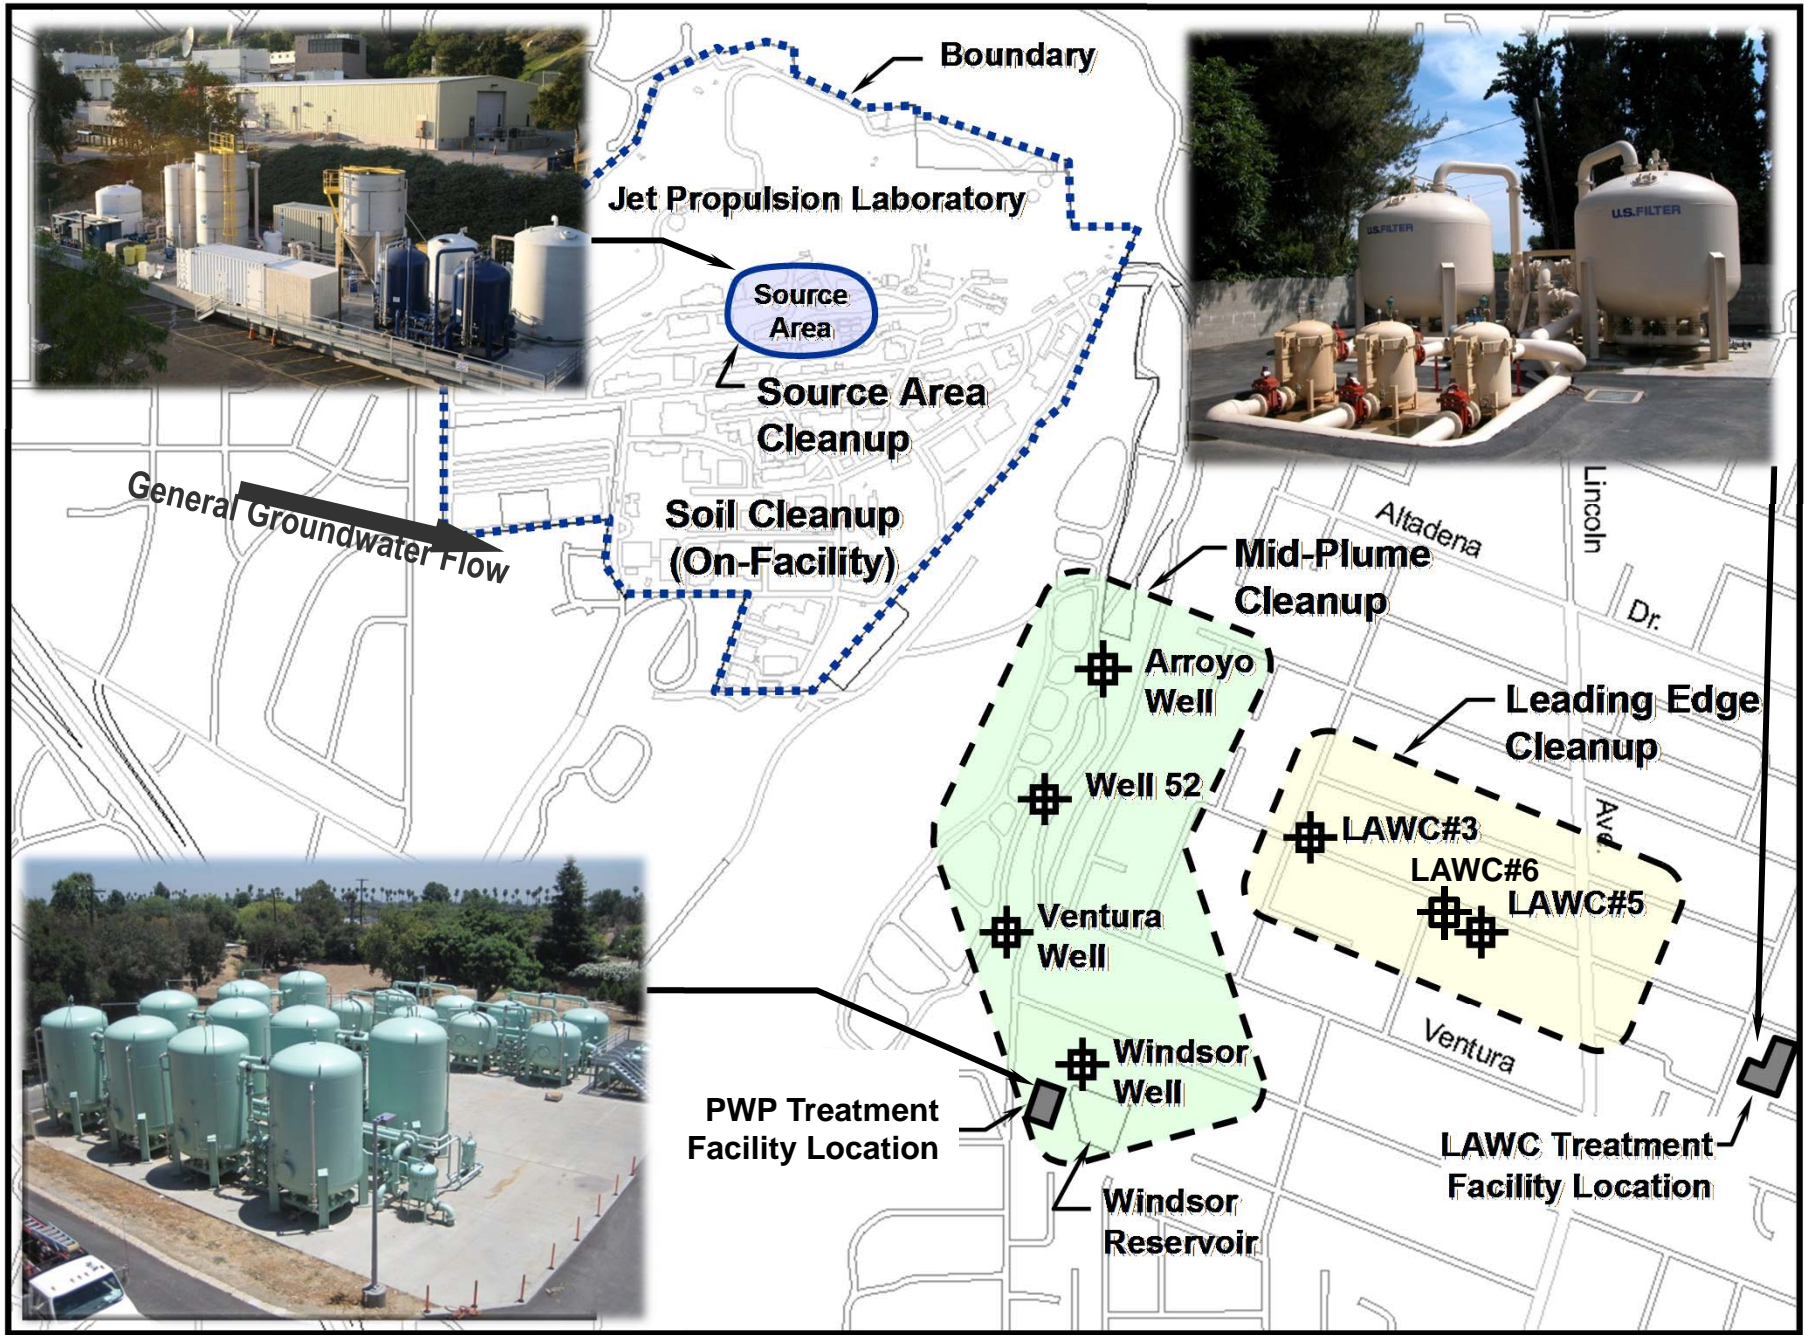 Boundary
Jet Propulsion Laboratory
U.S.FILTER
U.S.FILTER
Source
Area
Source Area
Cleanup
Lincoln
General Groundwater Flow
Soil Cleanup
(On-Facility)
Altadena
Mid-Plume
Cleanup
Dr.
Arroyo
Well
Leading Edge
Cleanup
Well 52
Ave.
LAWC#3
LAWC#6
LAWC#5
Ventura
Well
Ventura
Windsor
Well
PWP Treatment
Facility Location
LAWC Treatment
Facility Location
Windsor
Reservoir